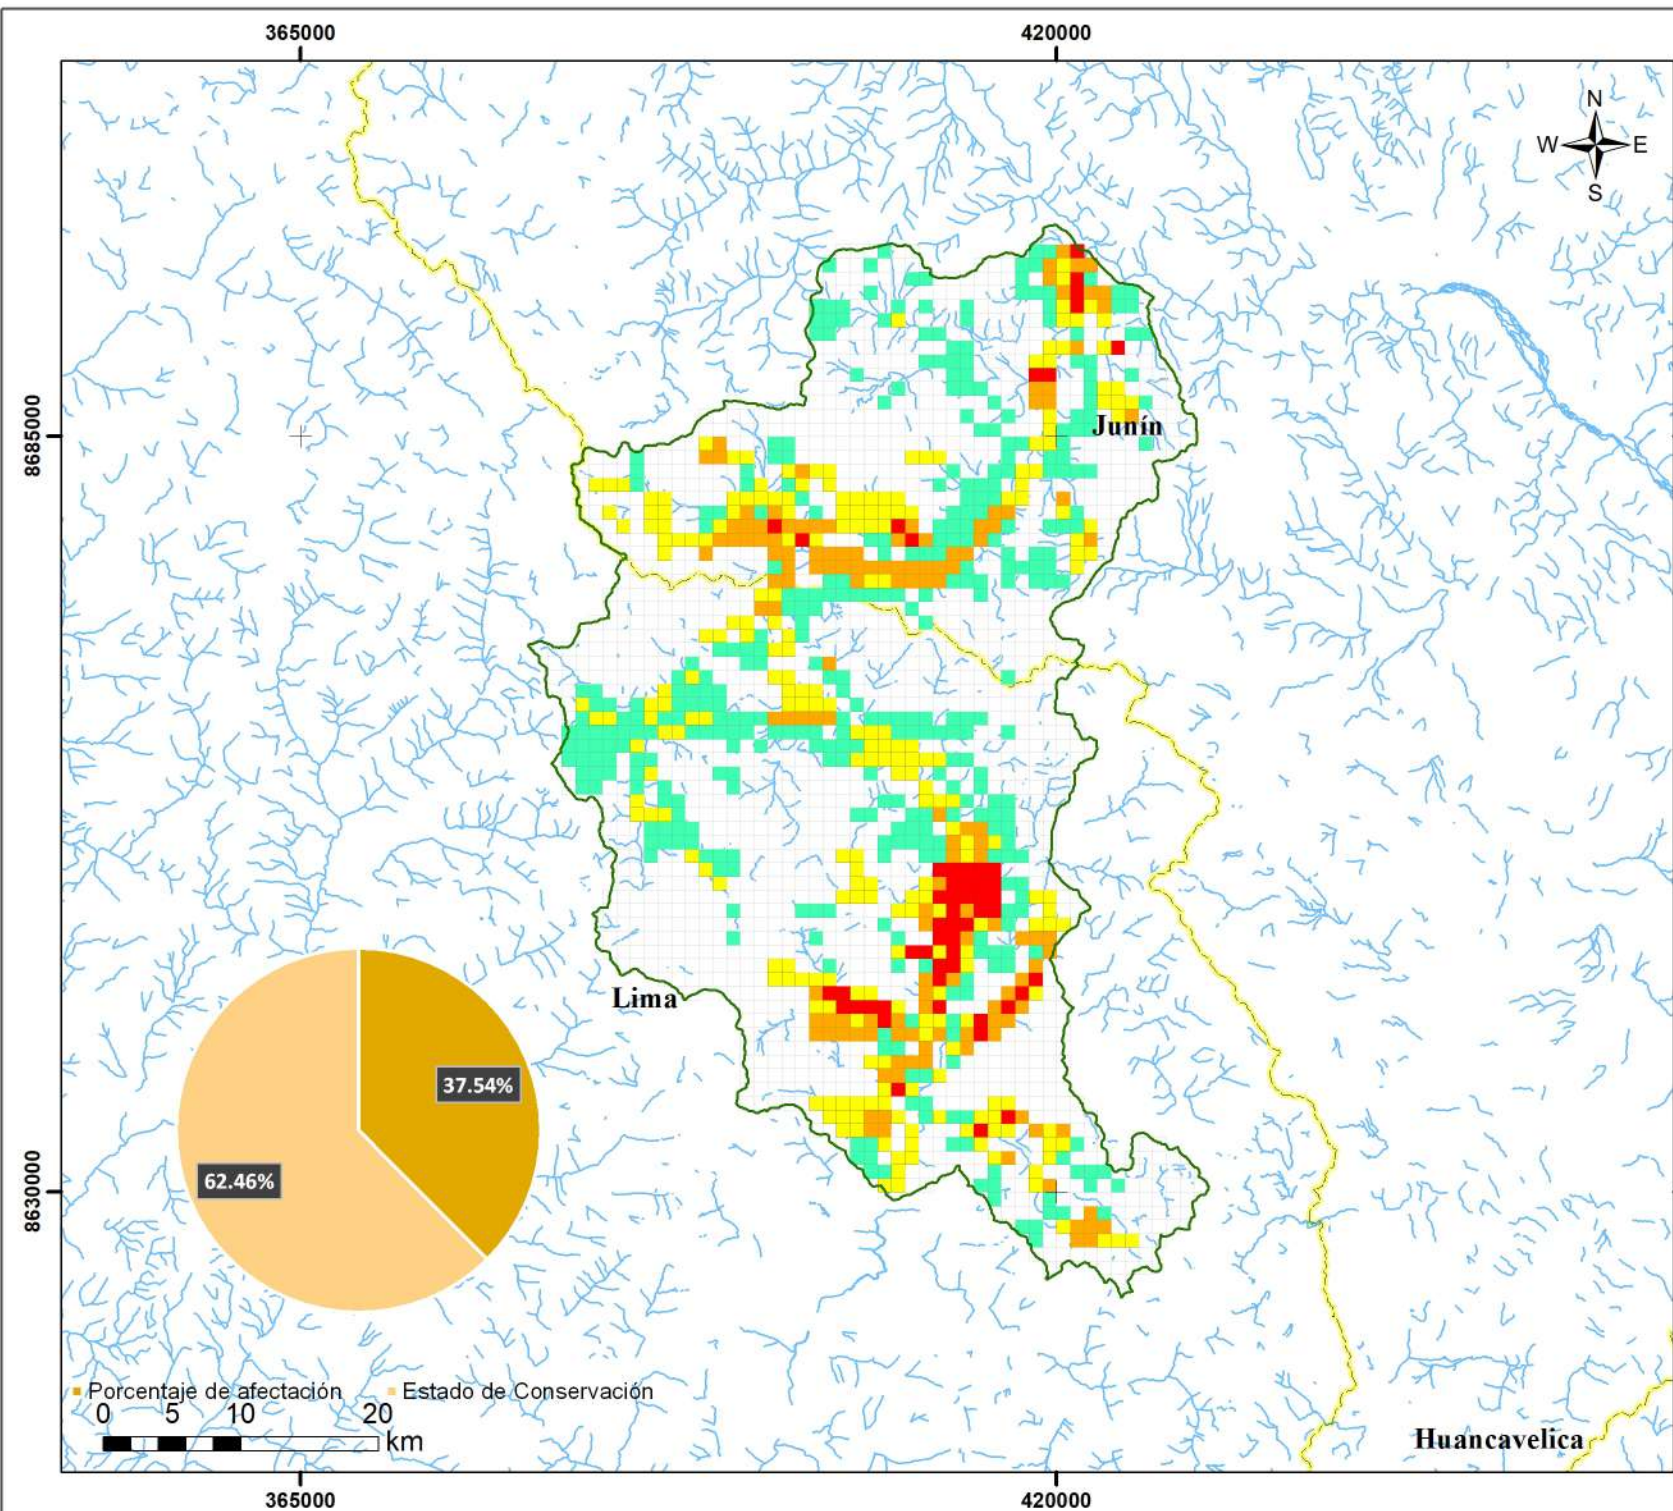 365000 420000
N
W E
S
8685000
Junín
Lima
37.54%
62.46%
8630000
Porcentaje de afectación Estado de Conservación
0 5 10 20
km
Huancavelica
365000 420000